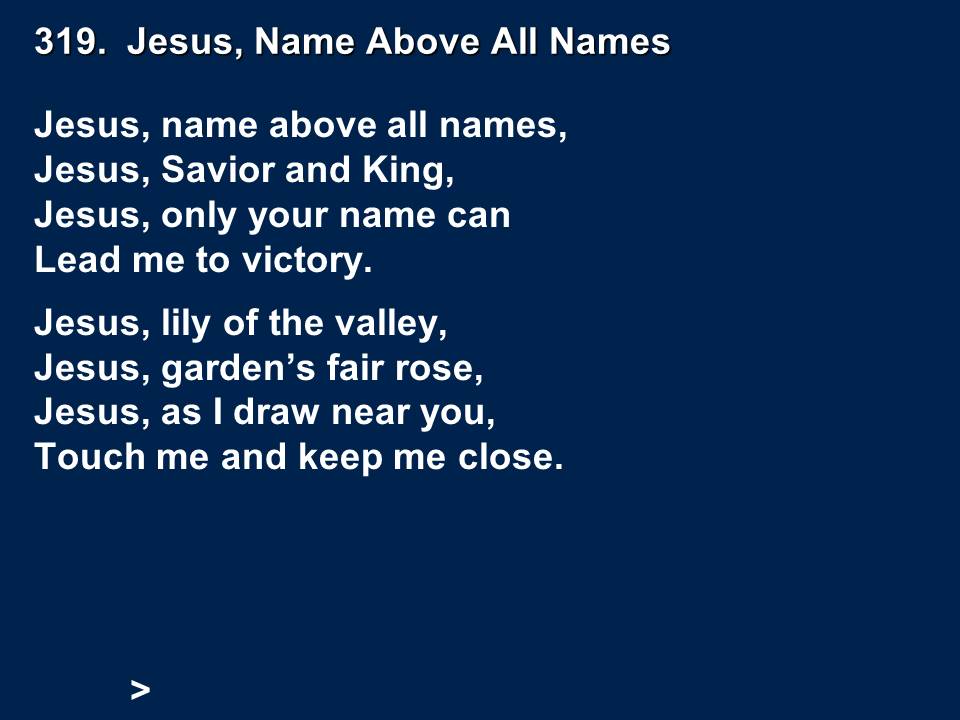 319.  Jesus, Name Above All Names
Jesus, name above all names,
Jesus, Savior and King,
Jesus, only your name can
Lead me to victory.
Jesus, lily of the valley,
Jesus, garden’s fair rose,
Jesus, as I draw near you,
Touch me and keep me close.
>